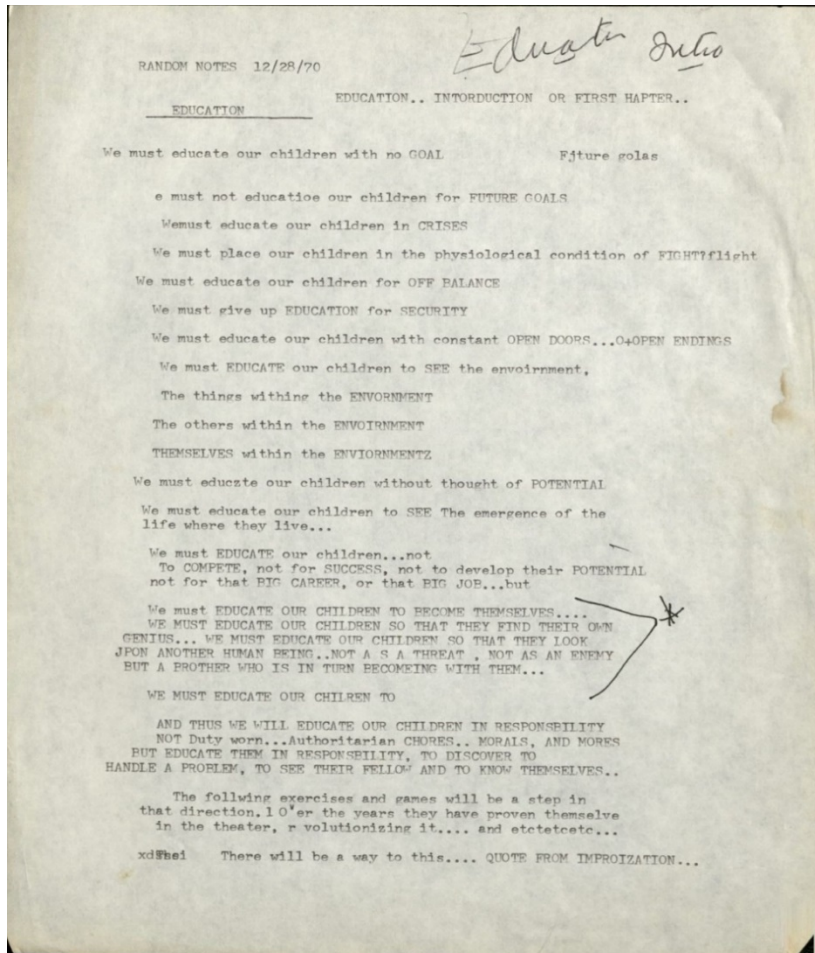 Educatn Intro
RANDOM NOTES 12/28/70
EDUCATION.. INTORDUCTION OR FIRST HAPTER..
EDUCATION
We must educate our children with no GOAL Fjture golas
e must not educatioe our children for FUTURE GOALS
Wemust educate our children in CRISES
We must place our children in the physiological condition of FIGHT?flight
We must educate our children for OFF BALANCE
We must give up EDUCATION for SECURITY
We must educate our children with constant OPEN DOORS...O+OPEN ENDINGS
We must EDUCATE our children to SEE the envoirnment,
The things withing the ENVORNMENT
The others within the ENVOIRNMENT
THEMSELVES within the ENVIORNMENTZ
We must educzte our children without thought of POTENTIAL
We must educate our children to SEE The emergence of the
life where they live...
We must EDUCATE our children...not
To COMPETE, not for SUCCESS, not to develop their POTENTIAL
not for that BIG CAREER, or that BIG JOB...but
We must EDUCATE OUR CHILDREN TO BECOME THEMSELVES....
WE MUST EDUCATE OUR CHILDREN SO THAT THEY FIND THEIR OWN
GENIUS... WE MUST EDUCATE OUR CHILDREN SO THAT THEY LOOK
JPON ANOTHER HUMAN BEING..NOT A S A THREAT , NOT AS AN ENEMY
BUT A PROTHER WHO IS IN TURN BECOMEING WITH THEM...
WE MUST EDUCATE OUR CHILREN TO
AND THUS WE WILL EDUCATE OUR CHILDREN IN RESPONSBILITY
NOT Duty worn...Authoritarian CHORES.. MORALS, AND MORES
BUT EDUCATE THEM IN RESPONSBILITY, TO DISCOVER TO
HANDLE A PROBLEM, TO SEE THEIR FELLOW AND TO KNOW THEMSELVES..
The follwing exercises and games will be a step in
that direction.l O'er the years they have proven themselve
in the theater, r volutionizing it.... and etctetcetc...
There will be a way to this.... QUOTE FROM IMPROIZATION...